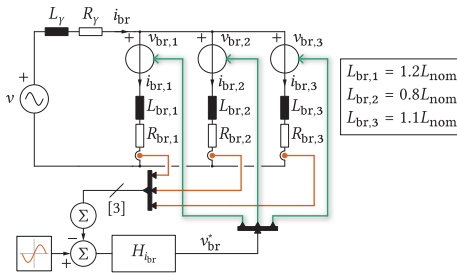 Lγ Rγ i_br
+ v_br,1 + v_br,2 + v_br,3
+
v
i_br,1 i_br,2 i_br,3
L_br,1 L_br,2 L_br,3
R_br,1 R_br,2 R_br,3
L_br,1 = 1.2L_nom
L_br,2 = 0.8L_nom
L_br,3 = 1.1L_nom
[3]
Σ
−
+ Σ H_i_br v*_br